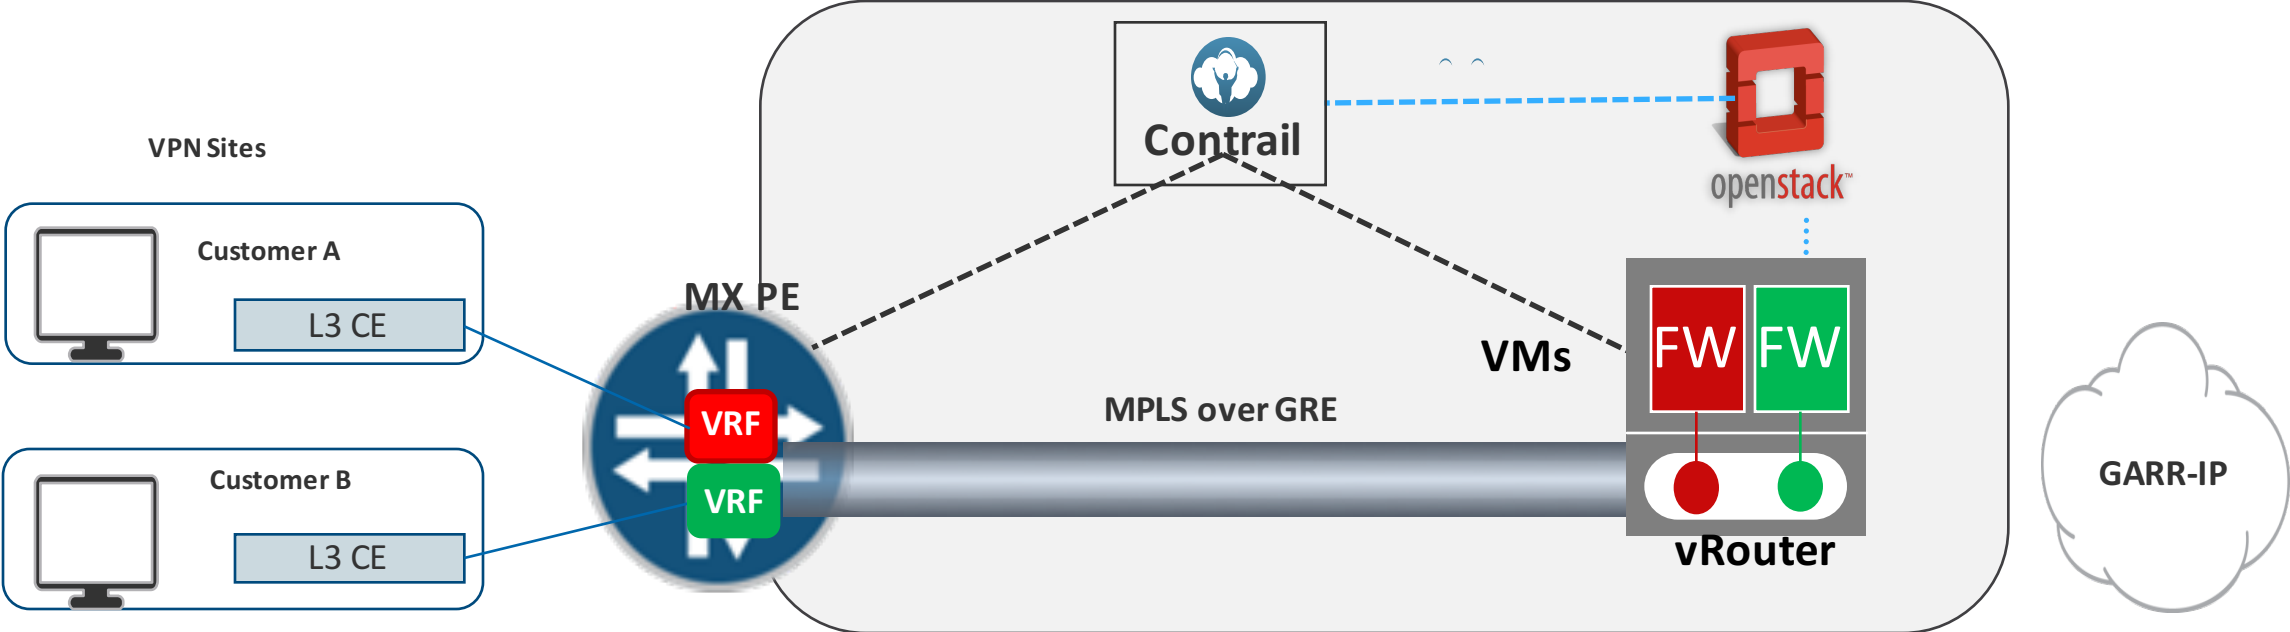 Contrail
openstack™
VPN Sites
Customer A
L3 CE
MX PE
VMs
FW FW
VRF
MPLS over GRE
Customer B
L3 CE
VRF
vRouter
GARR-IP